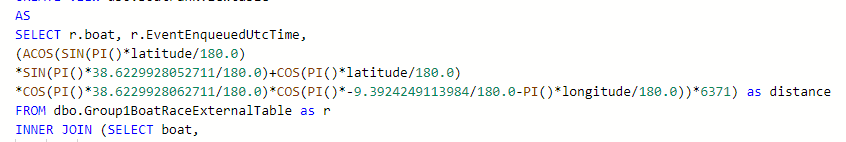 AS
SELECT r.boat, r.EventEnqueuedUtcTime,
(ACOS(SIN(PI()*latitude/180.0)
*SIN(PI()*38.6229928052711/180.0)+COS(PI()*latitude/180.0)
*COS(PI()*38.6229928062711/180.0)*COS(PI()*-9.3924249113984/180.0-PI()*longitude/180.0))*6371) as distance
FROM dbo.Group1BoatRaceExternalTable as r
INNER JOIN (SELECT boat,